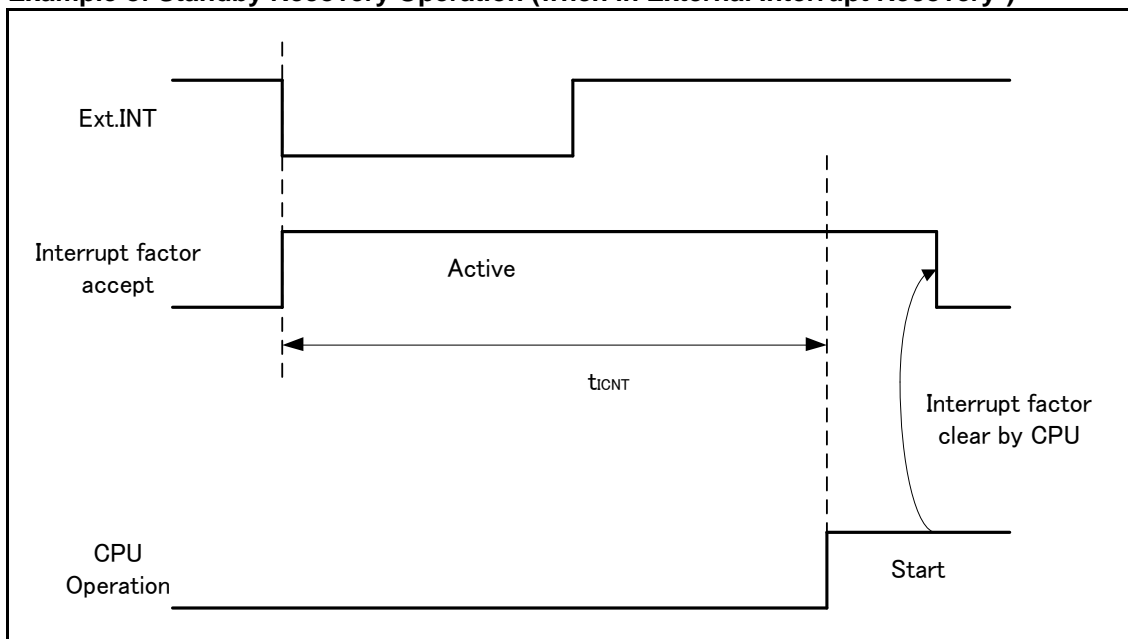 Example of Standby Recovery Operation (when in External Interrupt Recovery*)
Ext.INT
Interrupt factor
accept
Active
tICNT
Interrupt factor
clear by CPU
CPU
Operation
Start